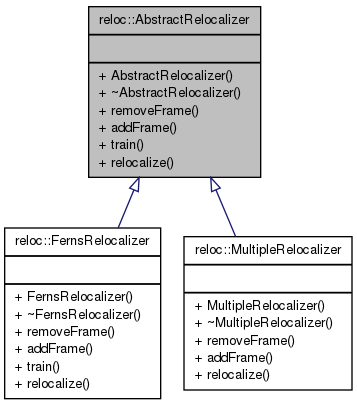 reloc::AbstractRelocalizer
+ AbstractRelocalizer()
+ ~AbstractRelocalizer()
+ removeFrame()
+ addFrame()
+ train()
+ relocalize()
reloc::FernsRelocalizer
+ FernsRelocalizer()
+ ~FernsRelocalizer()
+ removeFrame()
+ addFrame()
+ train()
+ relocalize()
reloc::MultipleRelocalizer
+ MultipleRelocalizer()
+ ~MultipleRelocalizer()
+ removeFrame()
+ addFrame()
+ relocalize()